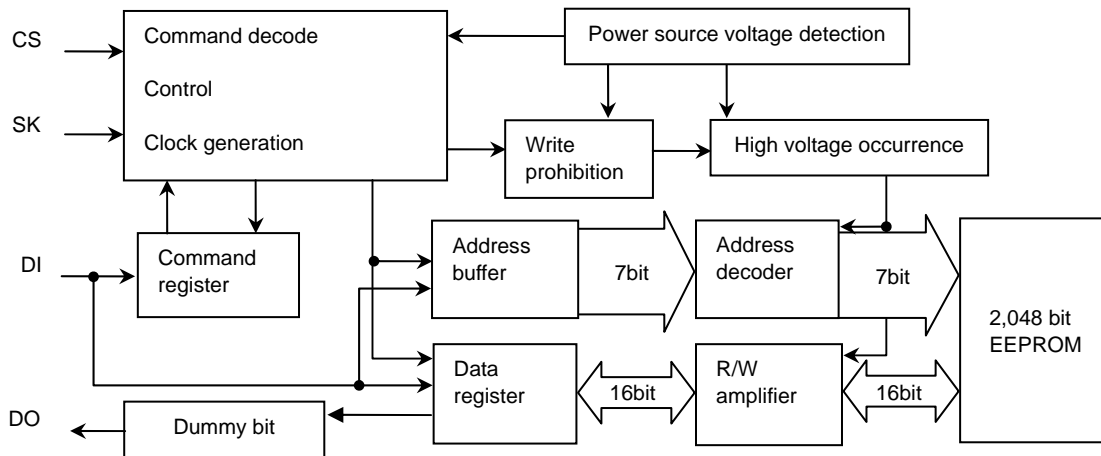 CS
Command decode
Power source voltage detection
Control
SK
Clock generation
Write
prohibition
High voltage occurrence
DI
Command
register
Address
buffer
7bit
Address
decoder
7bit
2,048 bit
EEPROM
Data
register
16bit
R/W
amplifier
16bit
DO
Dummy bit